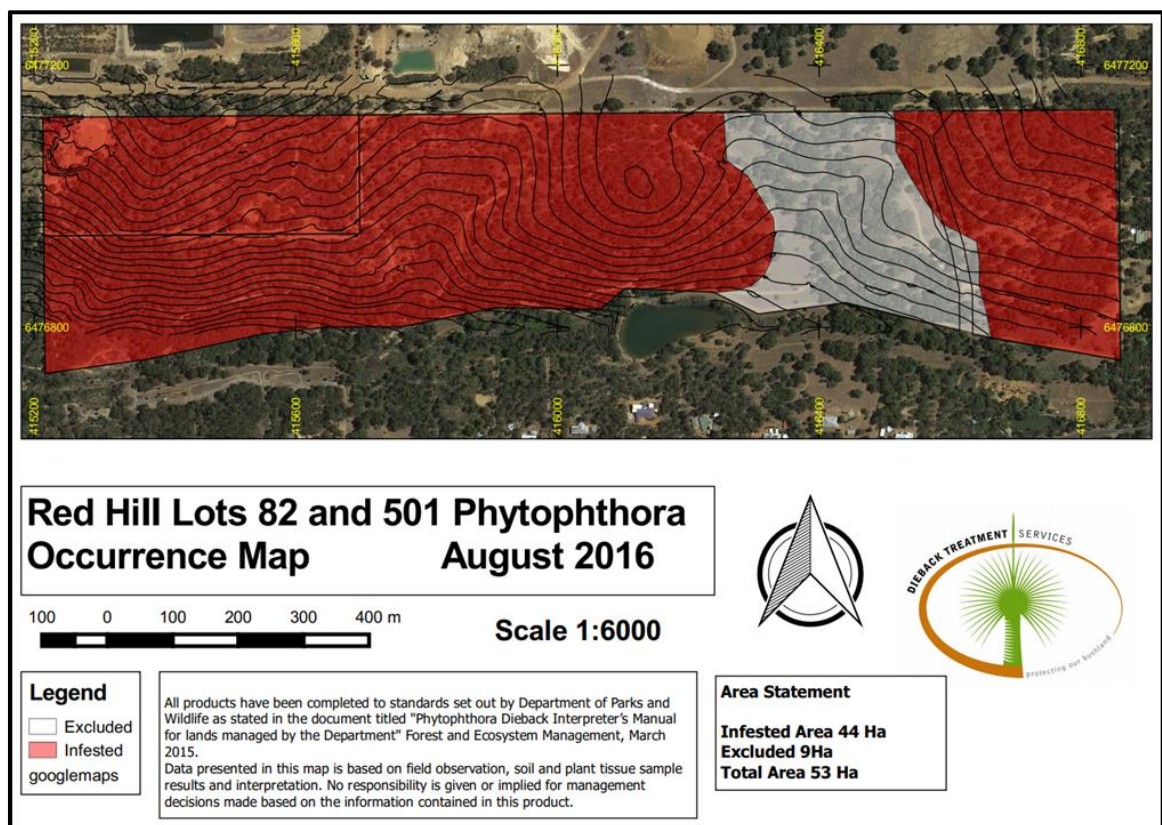 415200
415600
416000
416400
416800
6477200
6477200
6476800
6476800
415200
415600
416000
416400
416800
Red Hill Lots 82 and 501 Phytophthora
Occurrence Map August 2016
100 0 100 200 300 400 m
Scale 1:6000
DIEBACK TREATMENT SERVICES
protecting our bushland
Legend
Excluded
Infested
googlemaps
All products have been completed to standards set out by Department of Parks and
Wildlife as stated in the document titled "Phytophthora Dieback Interpreter's Manual
for lands managed by the Department" Forest and Ecosystem Management, March
2015.
Data presented in this map is based on field observation, soil and plant tissue sample
results and interpretation. No responsibility is given or implied for management
decisions made based on the information contained in this product.
Area Statement
Infested Area 44 Ha
Excluded 9Ha
Total Area 53 Ha